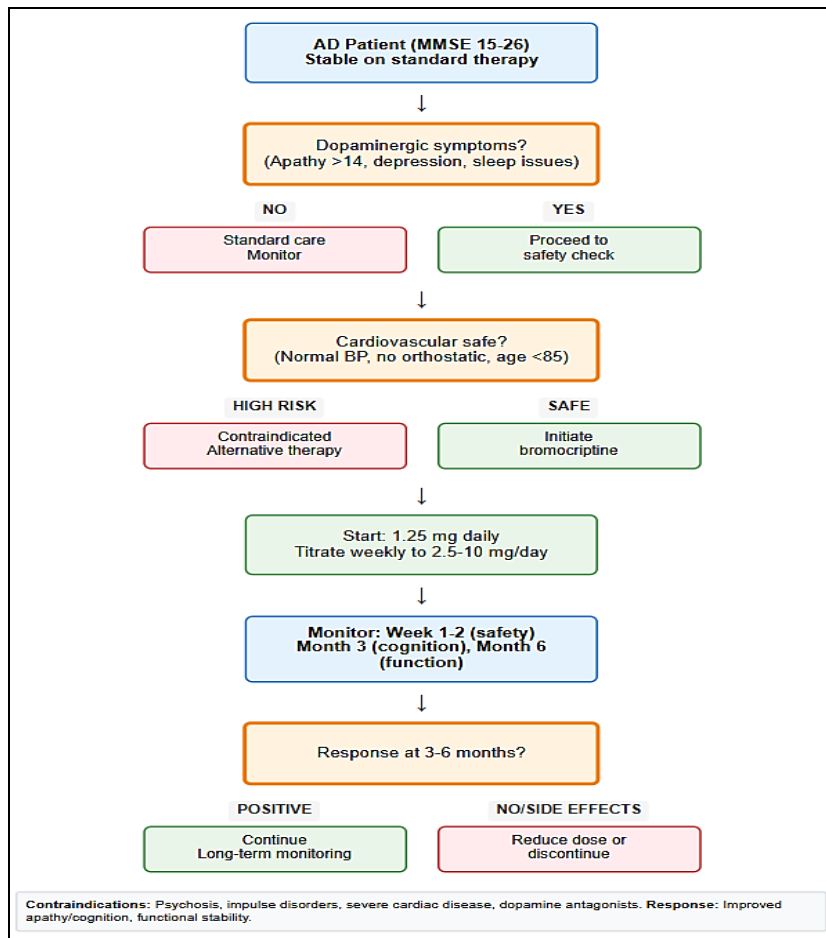 AD Patient (MMSE 15-26)
Stable on standard therapy
↓
Dopaminergic symptoms?
(Apathy >14, depression, sleep issues)
NO
YES
Standard care
Monitor
Proceed to
safety check
↓
Cardiovascular safe?
(Normal BP, no orthostatic, age <85)
HIGH RISK
SAFE
Contraindicated
Alternative therapy
Initiate
bromocriptine
↓
Start: 1.25 mg daily
Titrate weekly to 2.5-10 mg/day
↓
Monitor: Week 1-2 (safety)
Month 3 (cognition), Month 6
(function)
↓
Response at 3-6 months?
POSITIVE
NO/SIDE EFFECTS
Continue
Long-term monitoring
Reduce dose or
discontinue
Contraindications: Psychosis, impulse disorders, severe cardiac disease, dopamine antagonists. Response: Improved
apathy/cognition, functional stability.